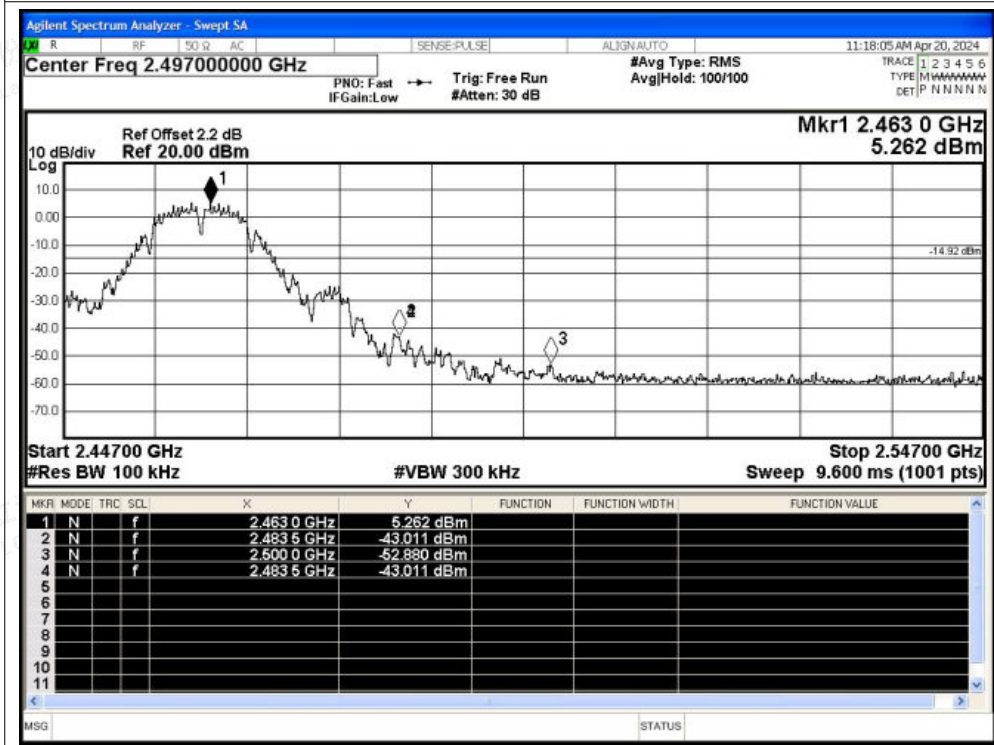 Agilent Spectrum Analyzer - Swept SA
LXI R RF 50 Ω AC SENSE:PULSE ALIGN AUTO 11:18:05 AM Apr 20, 2024
Center Freq 2.497000000 GHz
PNO: Fast Trig: Free Run #Avg Type: RMS TRACE 1 2 3 4 5 6
IFGain:Low #Atten: 30 dB Avg|Hold: 100/100 TYPE M WWWWW
DET P N N N N N
Mkr1 2.463 0 GHz
Ref Offset 2.2 dB
10 dB/div Ref 20.00 dBm 5.262 dBm
Log
1
10.0
0.00
-10.0
-14.92 dBm
-20.0
-30.0
-40.0
3
-50.0
-60.0
-70.0
Start 2.44700 GHz Stop 2.54700 GHz
#Res BW 100 kHz #VBW 300 kHz Sweep 9.600 ms (1001 pts)
MKR MODE TRC SCL X Y FUNCTION FUNCTION WIDTH FUNCTION VALUE
1 N f 2.463 0 GHz 5.262 dBm
2 N f 2.483 5 GHz -43.011 dBm
3 N f 2.500 0 GHz -52.880 dBm
4 N f 2.483 5 GHz -43.011 dBm
5
6
7
8
9
10
11
MSG STATUS